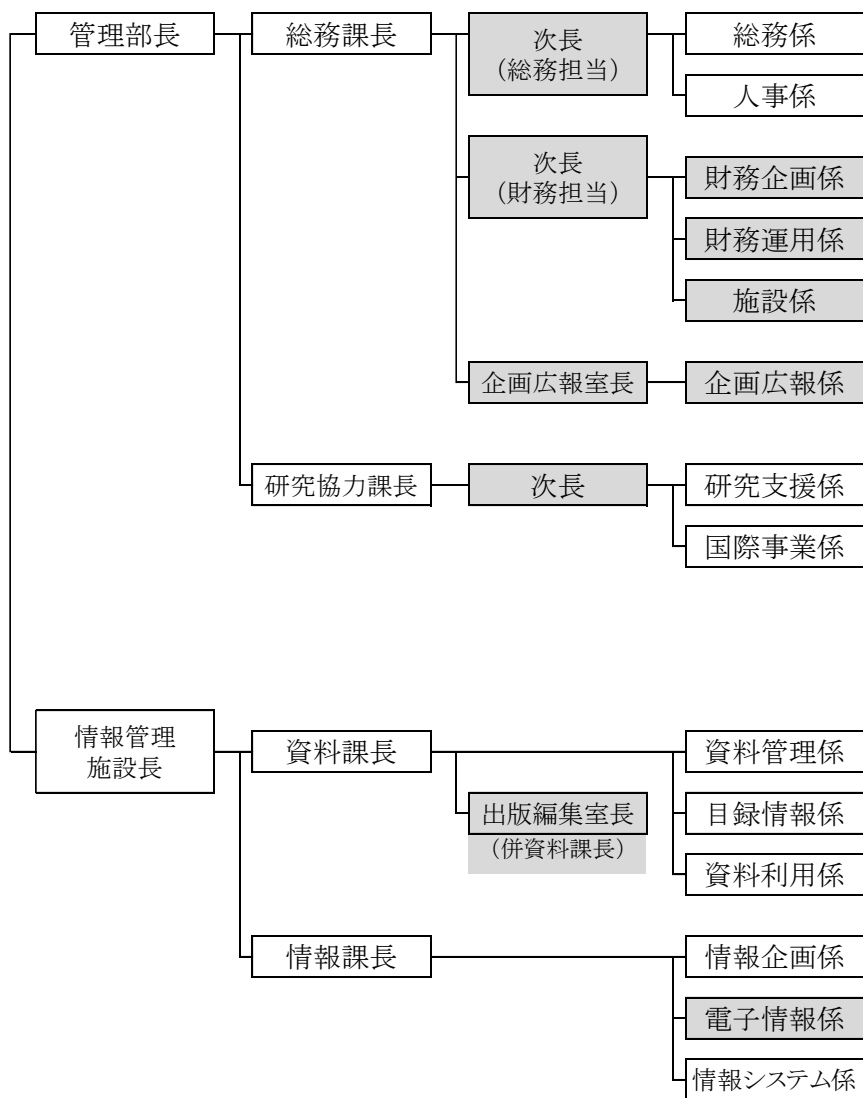 管理部長
総務課長
次長
（総務担当）
総務係
人事係
次長
（財務担当）
財務企画係
財務運用係
施設係
企画広報室長
企画広報係
研究協力課長
次長
研究支援係
国際事業係
情報管理
施設長
資料課長
資料管理係
出版編集室長
（併資料課長）
目録情報係
資料利用係
情報課長
情報企画係
電子情報係
情報システム係